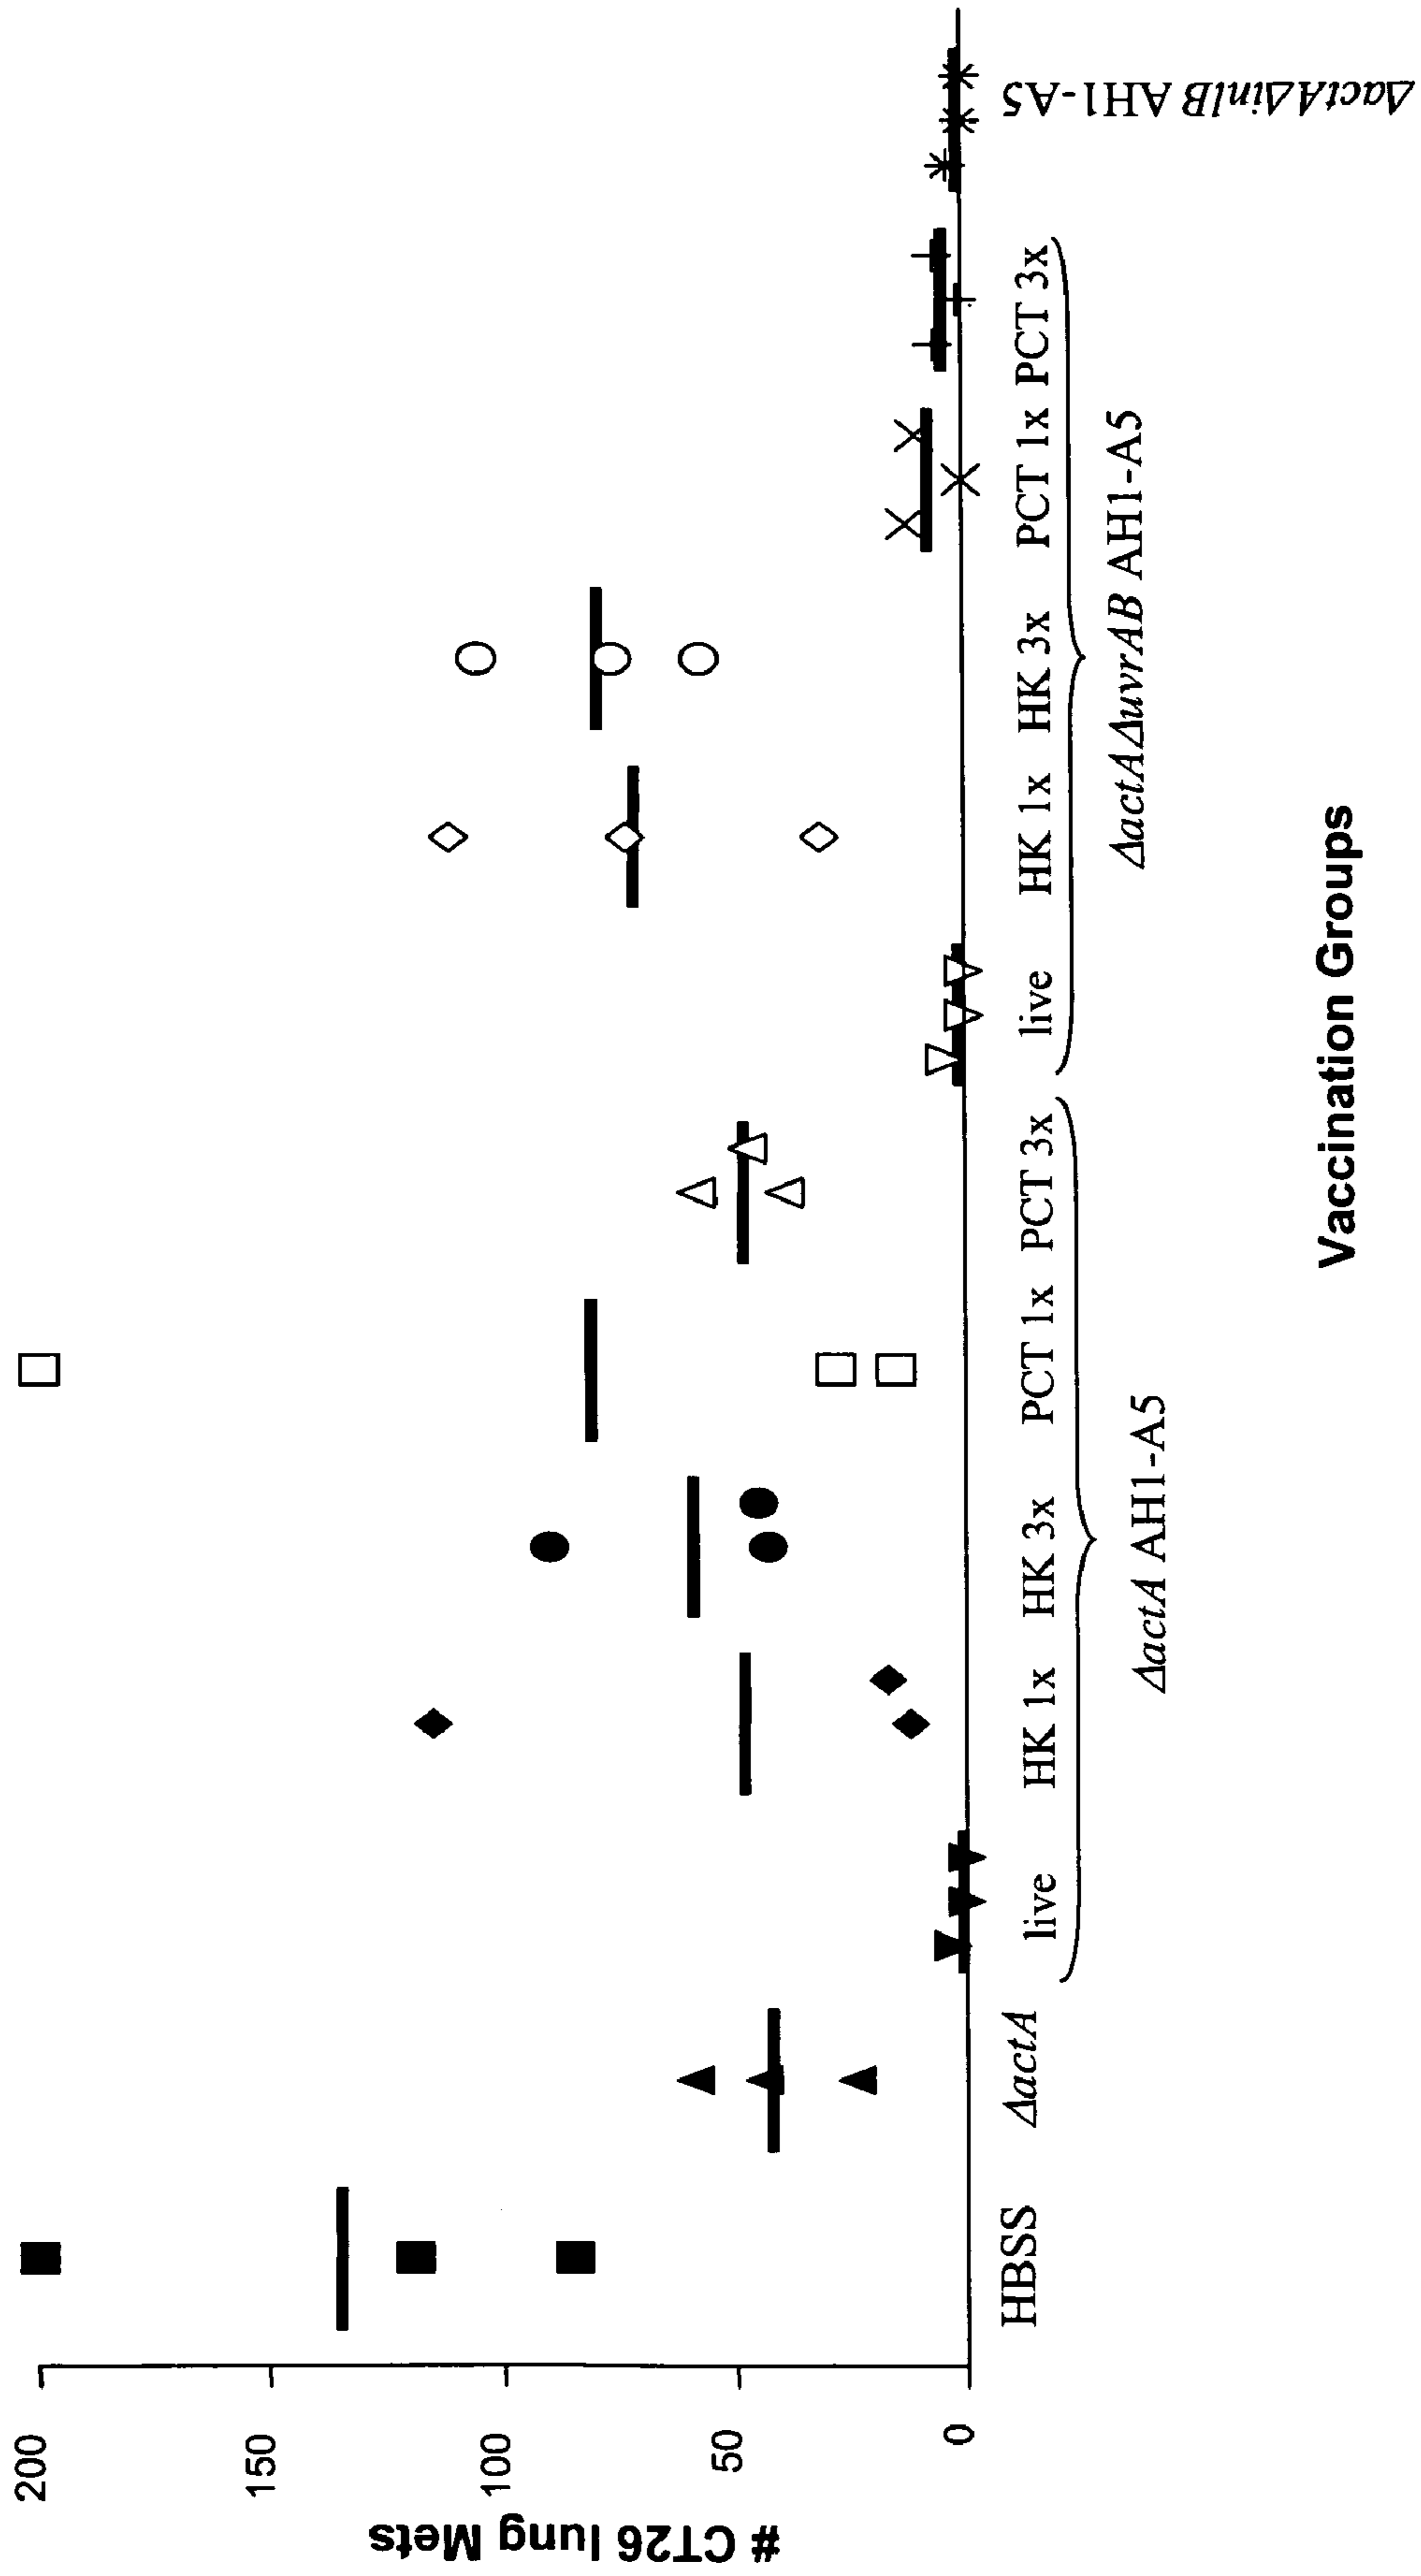 # CT26 lung Mets
200
150
100
50
0
HBSS
ΔactA
live
HK 1x
HK 3x
PCT 1x
PCT 3x
live
HK 1x
HK 3x
PCT 1x
PCT 3x
ΔactAΔinlB AH1-A5
ΔactA AH1-A5
ΔactAΔuvrAB AH1-A5
Vaccination Groups